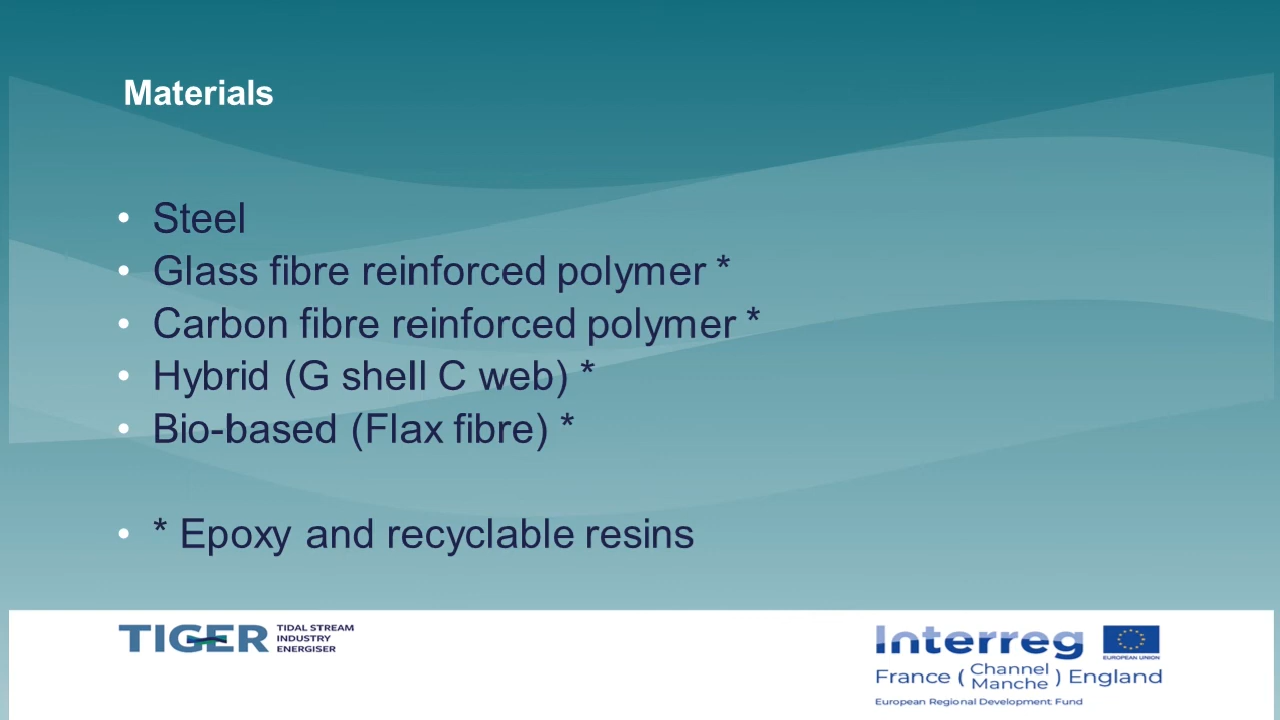 Materials
• Steel
• Glass fibre reinforced polymer *
• Carbon fibre reinforced polymer *
• Hybrid (G shell C web) *
• Bio-based (Flax fibre) *
• * Epoxy and recyclable resins
TIGER
TIDAL STREAM
INDUSTRY
ENERGISER
Interreg
EUROPEAN UNION
France ( Channel
Manche ) England
European Regional Development Fund